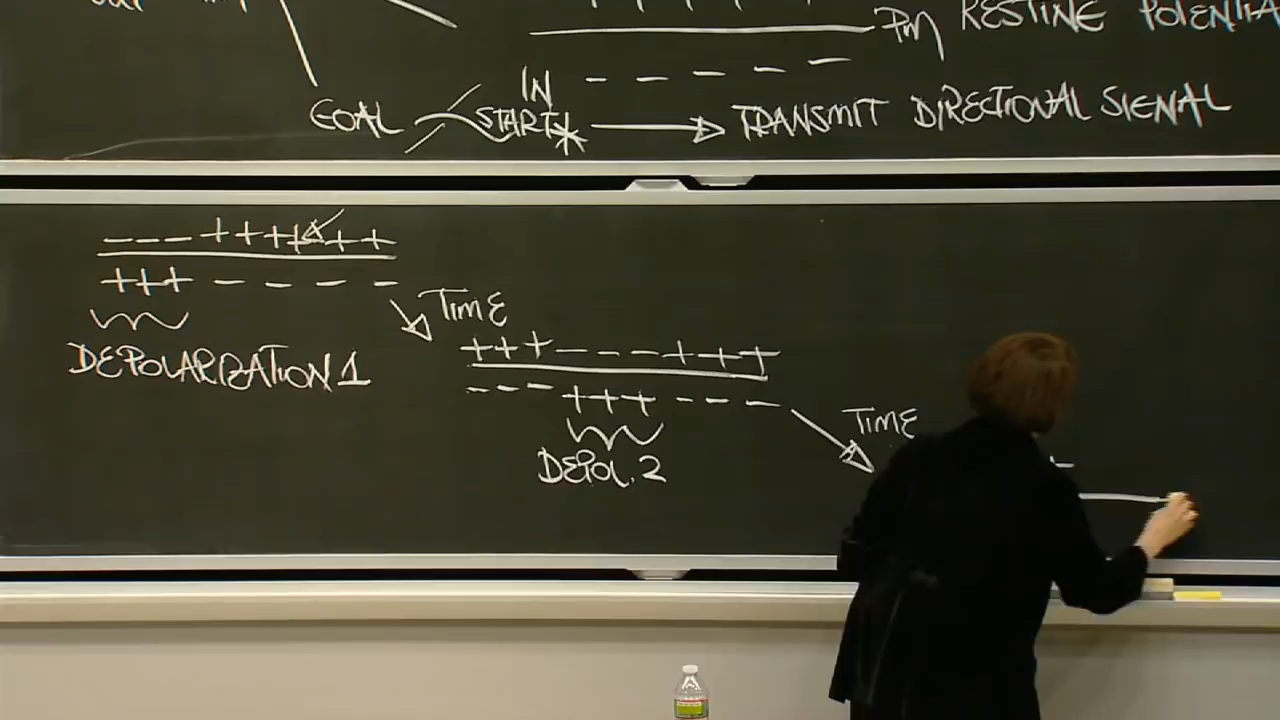 PM RESTING POTENTIA
IN - - - - -
GOAL START * → TRANSMIT DIRECTIONAL SIGNAL
- - - + + + + + +
+ + + - - - -
DEPOLARIZATION 1
TIME
+ + + - - - + + +
- - - + + + - - -
DEPOL. 2
TIME